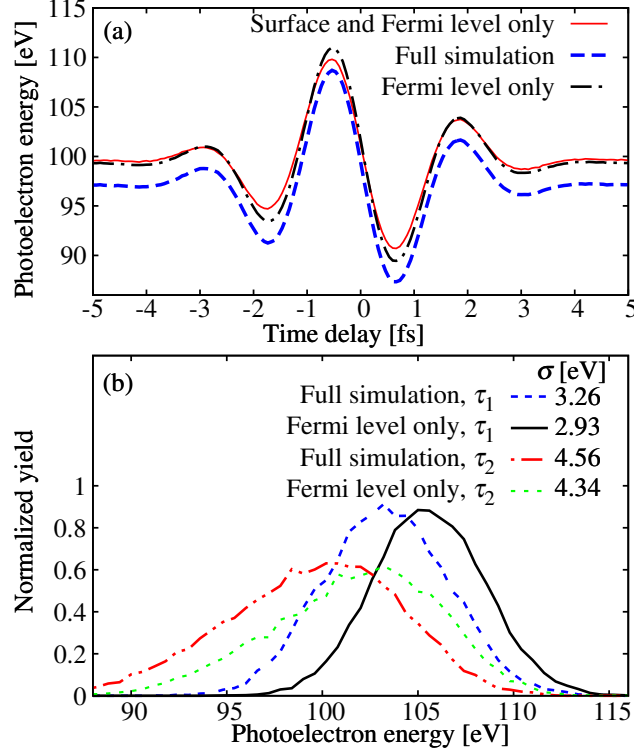 (a)
Surface and Fermi level only
Full simulation
Fermi level only
Photoelectron energy [eV]
115
110
105
100
95
90
-5 -4 -3 -2 -1 0 1 2 3 4 5
Time delay [fs]
(b)
σ [eV]
Full simulation, τ1 3.26
Fermi level only, τ1 2.93
Full simulation, τ2 4.56
Fermi level only, τ2 4.34
Normalized yield
1
0.8
0.6
0.4
0.2
0
90 95 100 105 110 115
Photoelectron energy [eV]